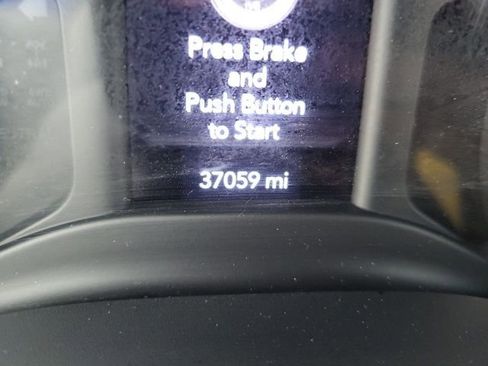 Press Brake
and
Push Button
to Start
37059 mi